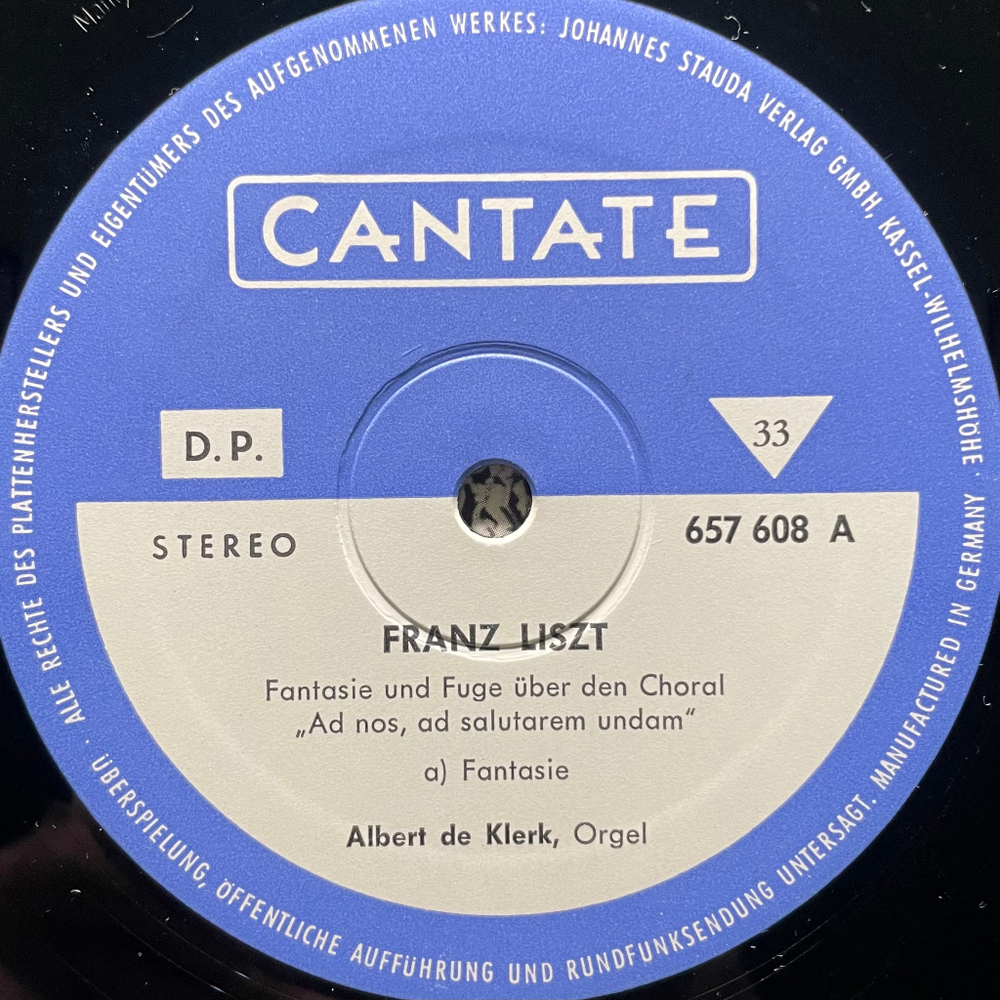 ALLE RECHTE DES PLATTENHERSTELLERS UND EIGENTÜMERS DES AUFGENOMMENEN WERKES: JOHANNES STAUDA VERLAG GMBH, KASSEL-WILHELMSHÖHE · MANUFACTURED IN GERMANY
CANTATE
D.P.
33
STEREO
657 608 A
FRANZ LISZT
Fantasie und Fuge über den Choral
„Ad nos, ad salutarem undam“
a) Fantasie
Albert de Klerk, Orgel
· ÜBERSPIELUNG, ÖFFENTLICHE AUFFÜHRUNG UND RUNDFUNKSENDUNG UNTERSAGT.